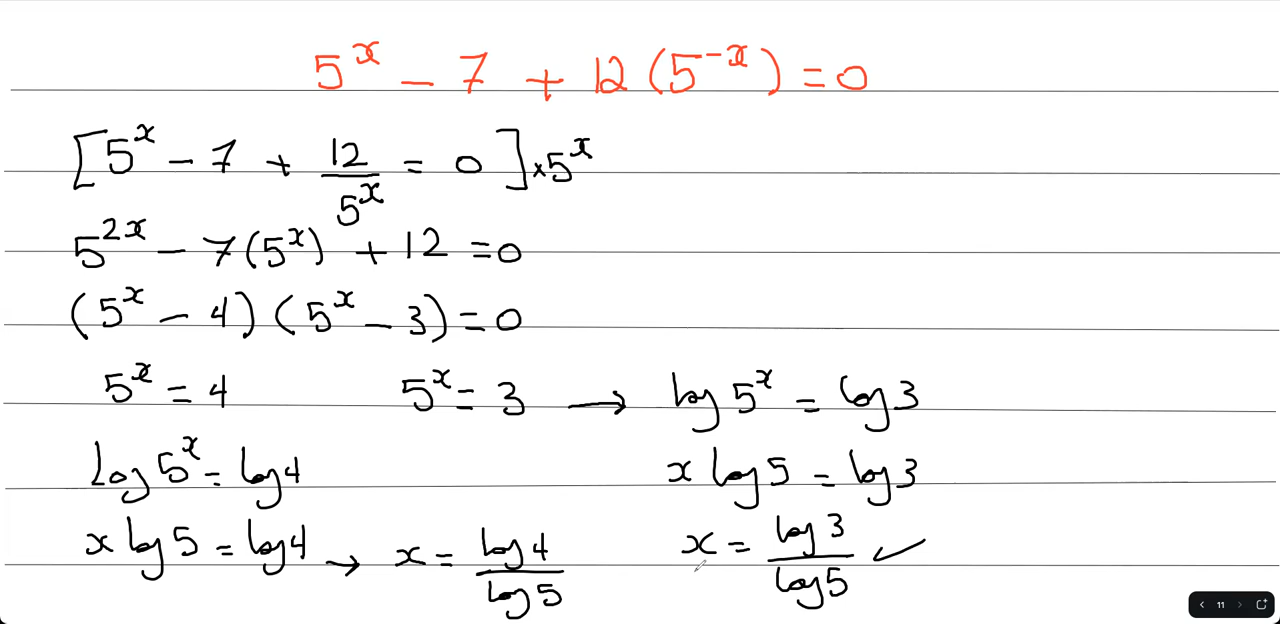 5^x - 7 + 12(5^-x) = 0
[5^x - 7 + 12/5^x = 0] × 5^x
5^2x - 7(5^x) + 12 = 0
(5^x - 4)(5^x - 3) = 0
5^x = 4 5^x = 3 → log 5^x = log 3
log 5^x = log 4 x log 5 = log 3
x log 5 = log 4 → x = log 4/log 5 x = log 3/log 5 ✓
< 11 >